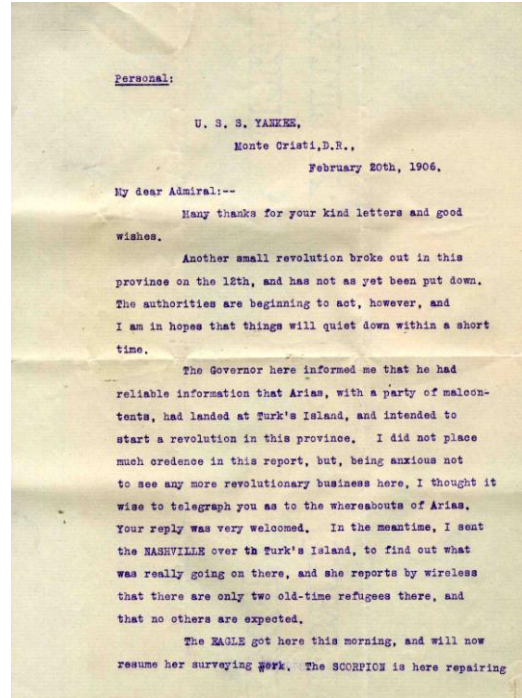 Personal:
U. S. S. YANKEE,
Monte Cristi, D.R.,
February 20th, 1906.
My dear Admiral:--
Many thanks for your kind letters and good
wishes.
Another small revolution broke out in this
province on the 12th, and has not as yet been put down.
The authorities are beginning to act, however, and
I am in hopes that things will quiet down within a short
time.
The Governor here informed me that he had
reliable information that Arias, with a party of malcon-
tents, had landed at Turk's Island, and intended to
start a revolution in this province. I did not place
much credence in this report, but, being anxious not
to see any more revolutionary business here, I thought it
wise to telegraph you as to the whereabouts of Arias.
Your reply was very welcomed. In the meantime, I sent
the NASHVILLE over th Turk's Island, to find out what
was really going on there, and she reports by wireless
that there are only two old-time refugees there, and
that no others are expected.
The EAGLE got here this morning, and will now
resume her surveying work. The SCORPION is here repairing